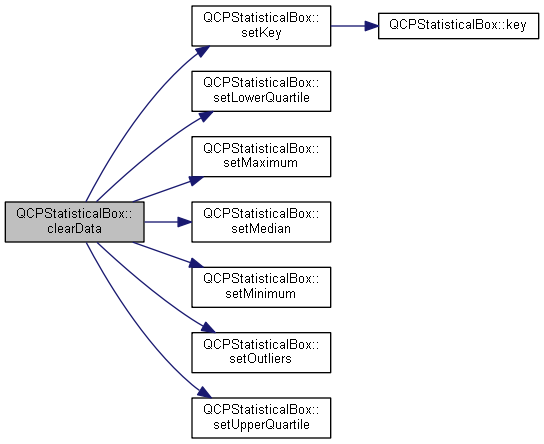 QCPStatisticalBox::
clearData
QCPStatisticalBox::
setKey
QCPStatisticalBox::key
QCPStatisticalBox::
setLowerQuartile
QCPStatisticalBox::
setMaximum
QCPStatisticalBox::
setMedian
QCPStatisticalBox::
setMinimum
QCPStatisticalBox::
setOutliers
QCPStatisticalBox::
setUpperQuartile